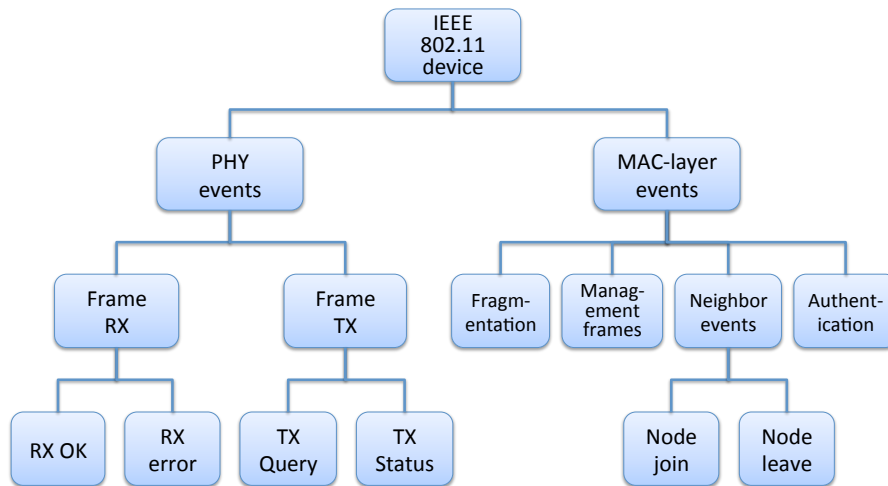 IEEE
802.11
device
PHY
events
MAC-layer
events
Frame
RX
Frame
TX
Fragm-
entation
Manag-
ement
frames
Neighbor
events
Authent-
ication
RX OK
RX
error
TX
Query
TX
Status
Node
join
Node
leave